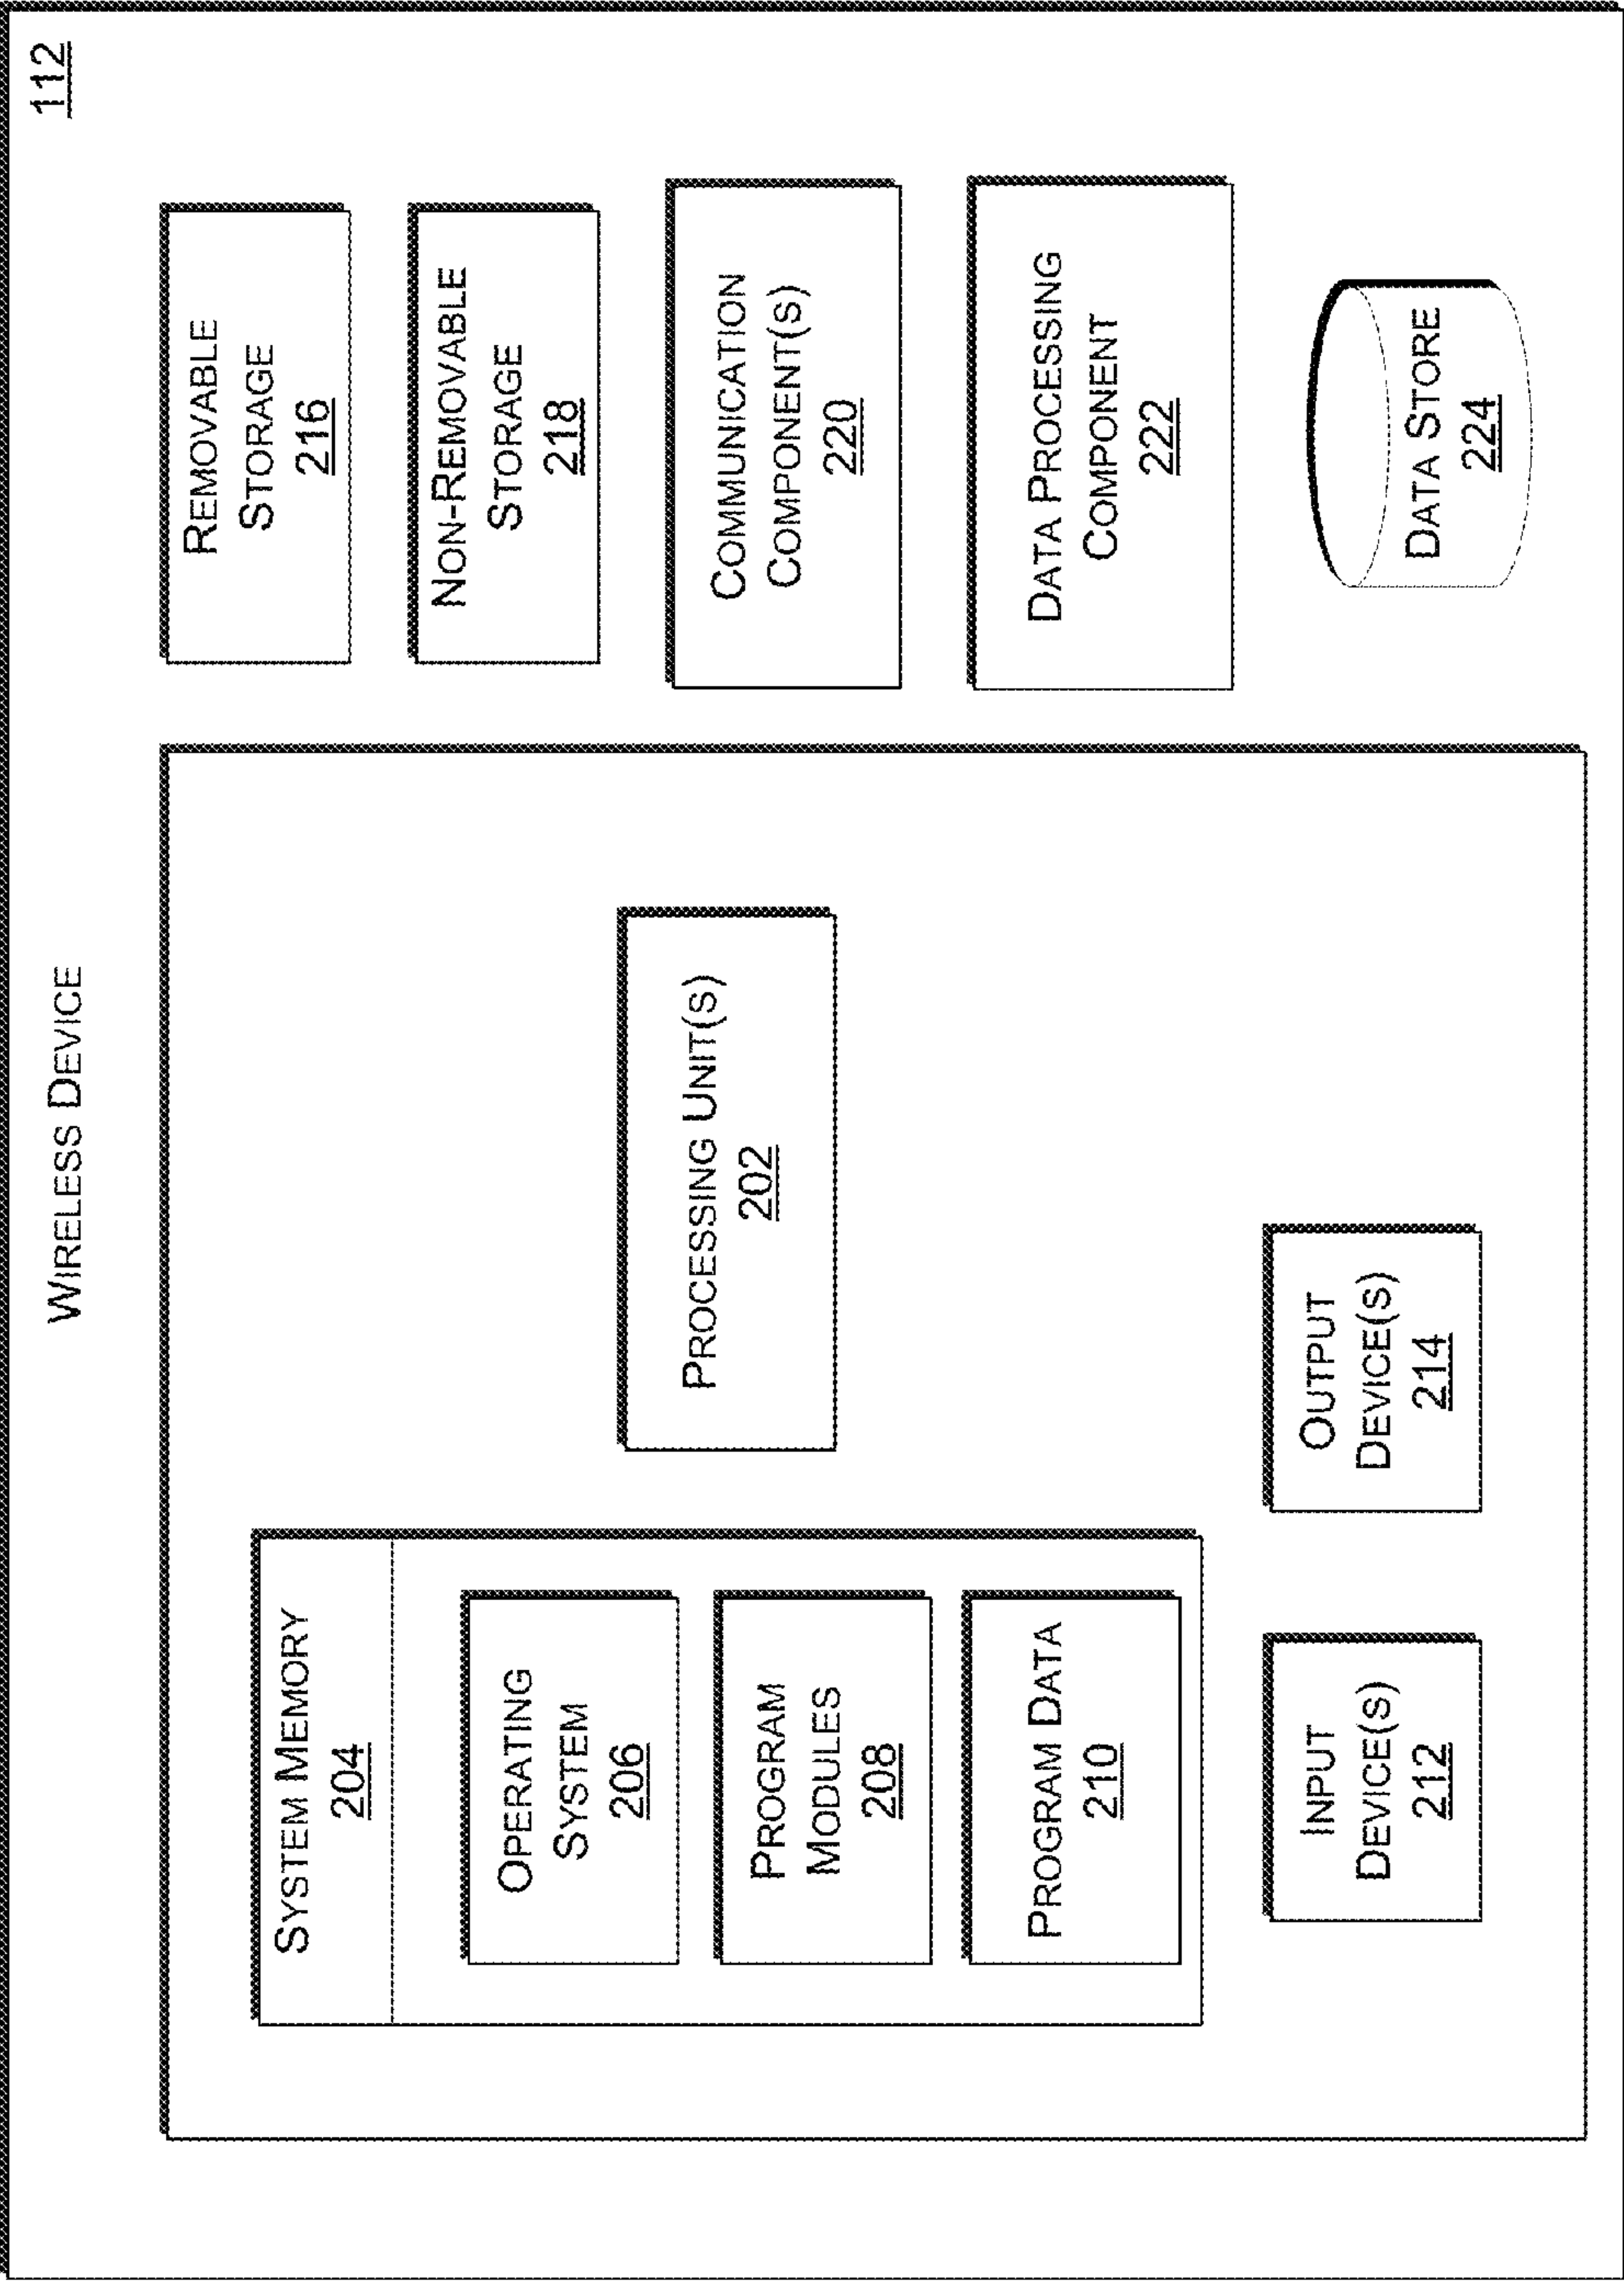 WIRELESS DEVICE
112
SYSTEM MEMORY
204
OPERATING
SYSTEM
206
PROGRAM
MODULES
208
PROGRAM DATA
210
PROCESSING UNIT(S)
202
INPUT
DEVICE(S)
212
OUTPUT
DEVICE(S)
214
REMOVABLE
STORAGE
216
NON-REMOVABLE
STORAGE
218
COMMUNICATION
COMPONENT(S)
220
DATA PROCESSING
COMPONENT
222
DATA STORE
224